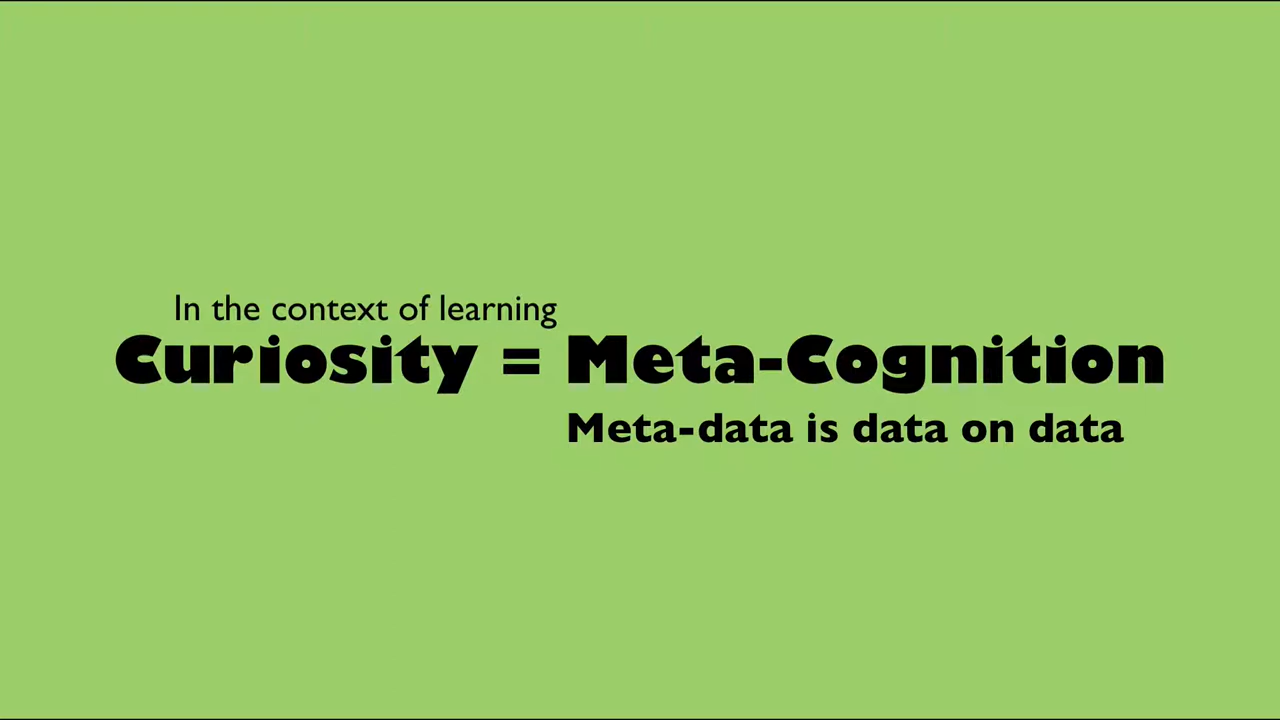 In the context of learning
Curiosity = Meta-Cognition
Meta-data is data on data